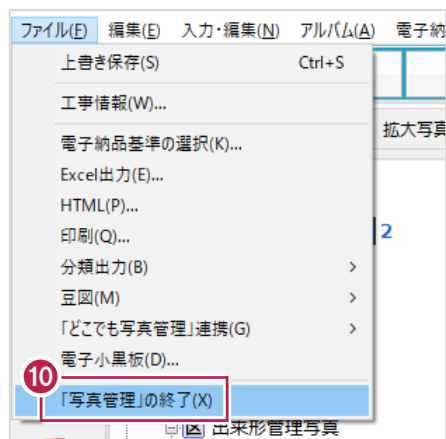 ファイル(F) 編集(E) 入力・編集(N) アルバム(A) 電子納
上書き保存(S) Ctrl+S
工事情報(W)...
拡大写真
電子納品基準の選択(K)...
Excel出力(E)...
HTML(P)...
印刷(Q)...
2
分類出力(B) >
豆図(M) >
「どこでも写真管理」連携(G) >
電子小黒板(D)...
10
「写真管理」の終了(X)
図 出来形管理写真